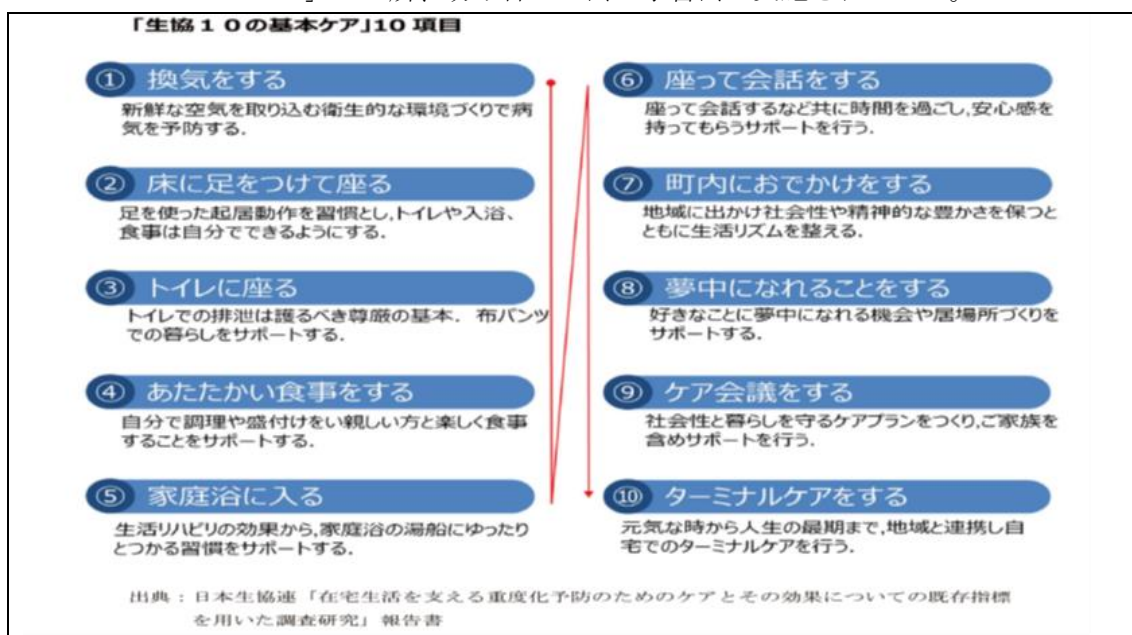 「生協10の基本ケア」10 項目
① 換気をする
新鮮な空気を取り込む衛生的な環境づくりで病
気を予防する.
② 床に足をつけて座る
足を使った起居動作を習慣とし,トイレや入浴、
食事は自分でできるようにする.
③ トイレに座る
トイレでの排泄は護るべき尊厳の基本. 布パンツ
での暮らしをサポートする.
④ あたたかい食事をする
自分で調理や盛付けをい親しい方と楽しく食事
することをサポートする.
⑤ 家庭浴に入る
生活リハビリの効果から,家庭浴の湯船にゆったり
とつかる習慣をサポートする.
⑥ 座って会話をする
座って会話するなど共に時間を過ごし,安心感を
持ってもらうサポートを行う.
⑦ 町内におでかけをする
地域に出かけ社会性や精神的な豊かさを保つと
ともに生活リズムを整える.
⑧ 夢中になれることをする
好きなことに夢中になれる機会や居場所づくりを
サポートする.
⑨ ケア会議をする
社会性と暮らしを守るケアプランをつくり,ご家族を
含めサポートを行う.
⑩ ターミナルケアをする
元気な時から人生の最期まで,地域と連携し自
宅でのターミナルケアを行う.
出典：日本生協連「在宅生活を支える重度化予防のためのケアとその効果についての既存指標
を用いた調査研究」報告書